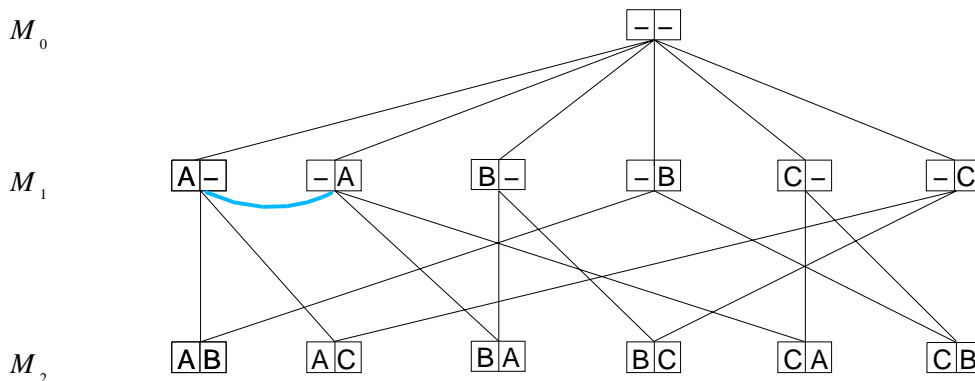 M₀ – –
M₁ A – – A B – – B C – – C
M₂ A B A C B A B C C A C B